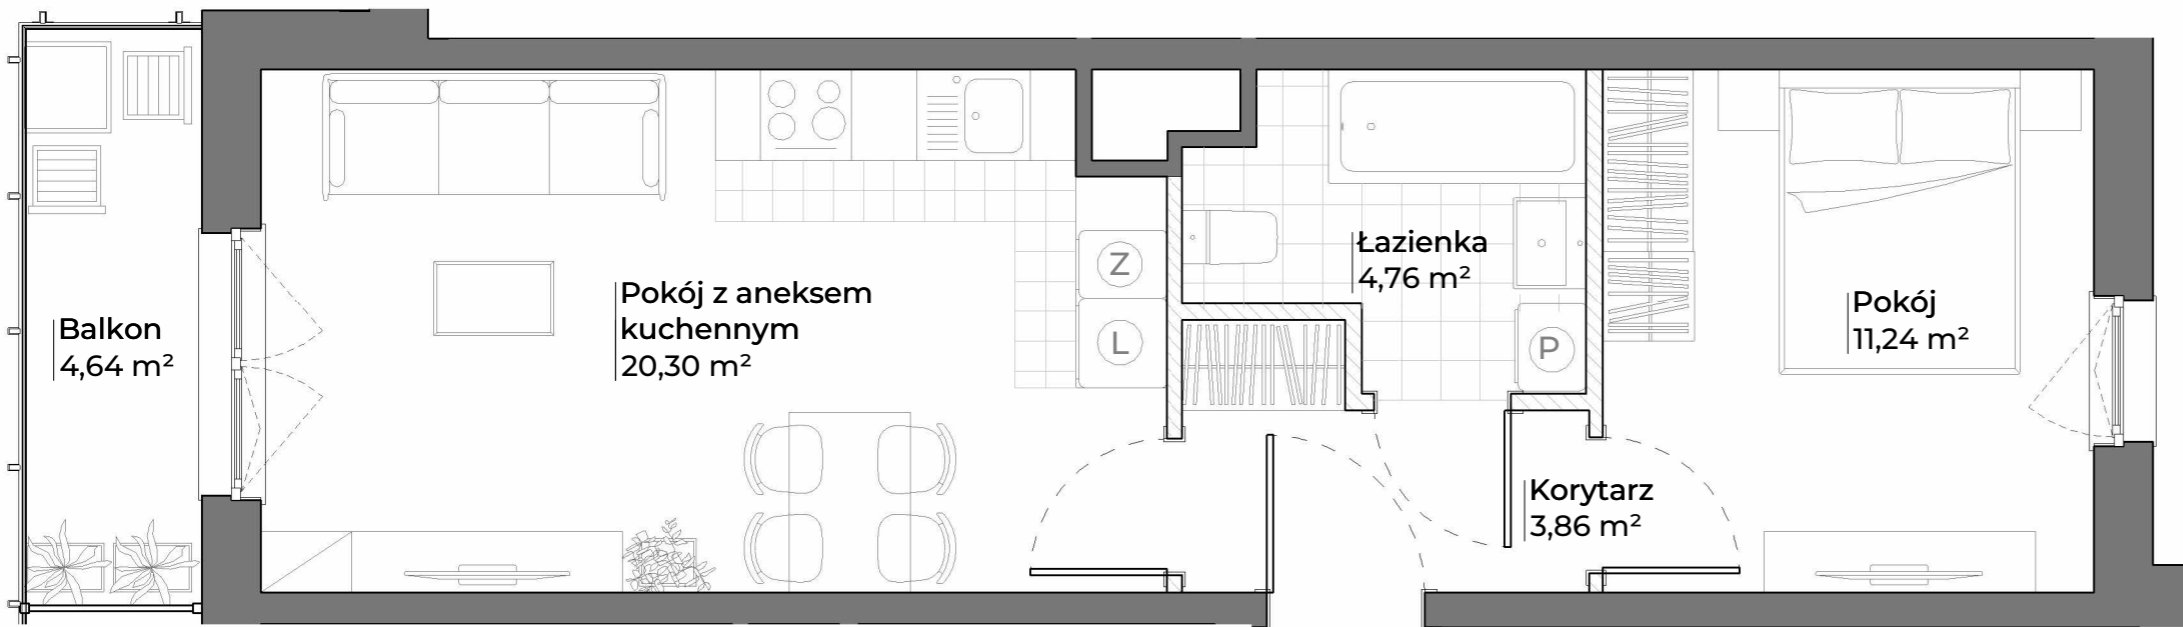 Balkon
4,64 m²
Pokój z aneksem
kuchennym
20,30 m²
Z
L
Łazienka
4,76 m²
P
Korytarz
3,86 m²
Pokój
11,24 m²